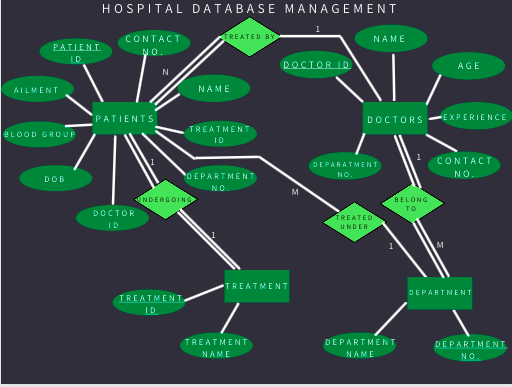 HOSPITAL DATABASE MANAGEMENT
TREATED BY
1
N
PATIENT
ID
CONTACT
NO.
NAME
DOCTOR ID
AGE
AILMENT
NAME
PATIENTS
DOCTORS
EXPERIENCE
BLOOD GROUP
TREATMENT
ID
DEPARTMENT
NO.
CONTACT
NO.
DOB
DEPARTMENT
NO.
1
1
M
UNDERGOING
BELONG
TO
DOCTOR
ID
TREATED
UNDER
1
1
M
TREATMENT
DEPARTMENT
TREATMENT
ID
TREATMENT
NAME
DEPARTMENT
NAME
DEPARTMENT
NO.